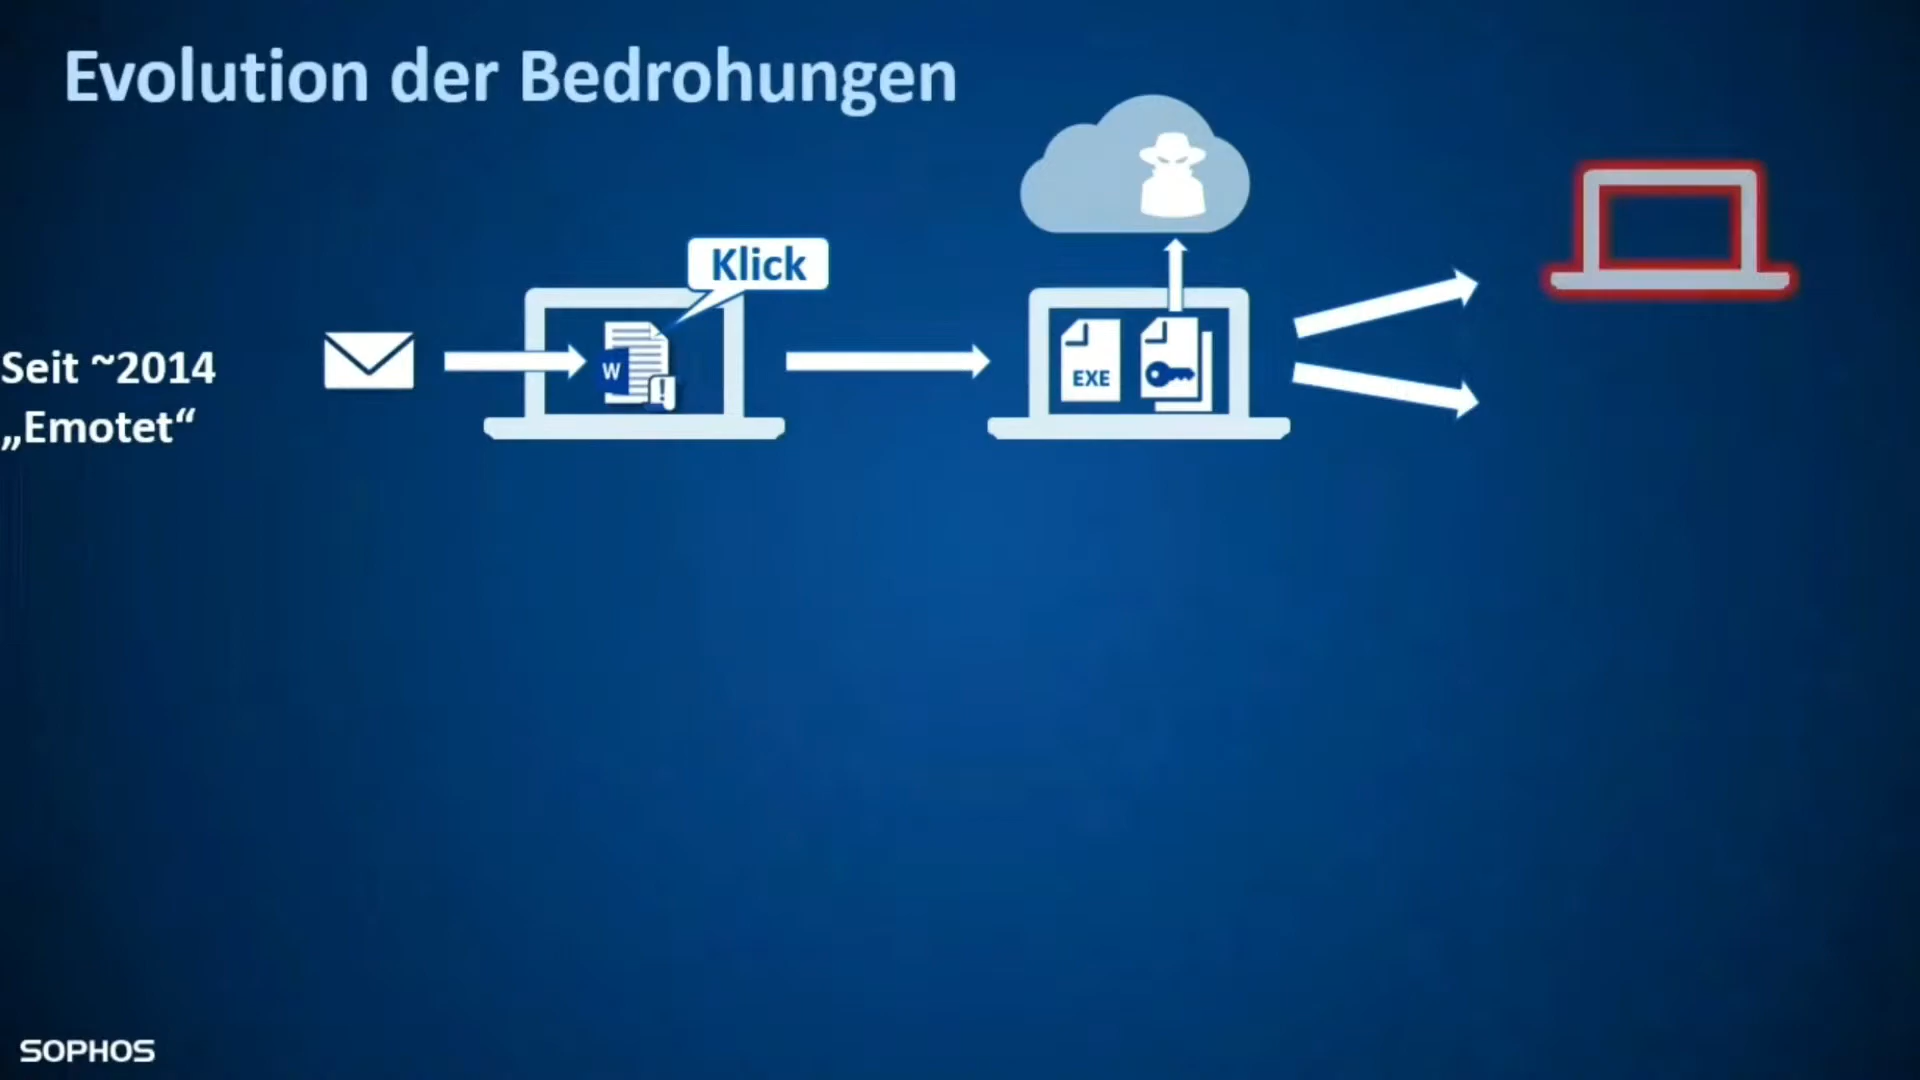 Evolution der Bedrohungen
Klick
Seit ~2014
„Emotet“
W
EXE
SOPHOS